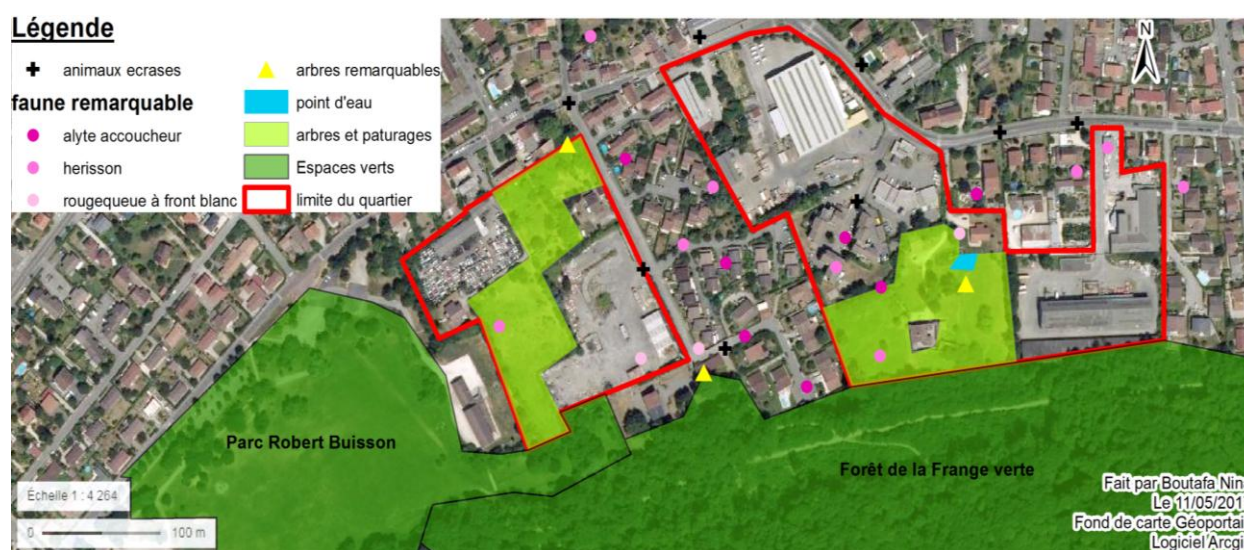 Légende
animaux ecrases
faune remarquable
alyte accoucheur
herisson
rougequeue à front blanc
arbres remarquables
point d'eau
arbres et paturages
Espaces verts
limite du quartier
N
Parc Robert Buisson
Forêt de la Frange verte
Échelle 1 : 4 264
0 100 m
Fait par Boutafa Nin
Le 11/05/201
Fond de carte Géoportai
Logiciel Arcgi